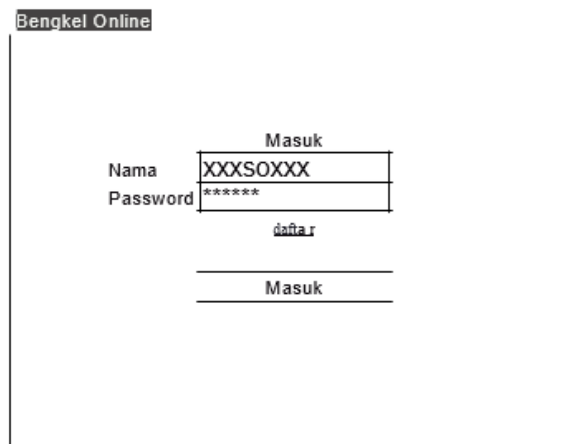 Bengkel Online
Masuk
Nama XXXSOXXX
Password ******
dafta r
Masuk